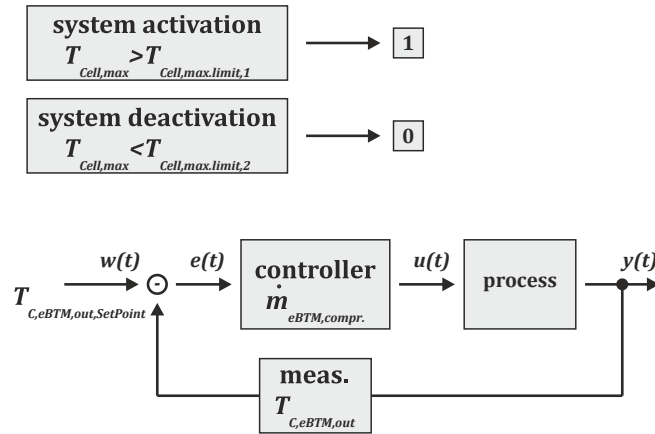 system activation
T Cell,max >T Cell,max.limit,1
1
system deactivation
T Cell,max <T Cell,max.limit,2
0
w(t)
-
e(t)
controller
ṁ eBTM,compr.
u(t)
process
y(t)
T C,eBTM,out,SetPoint
meas.
T C,eBTM,out